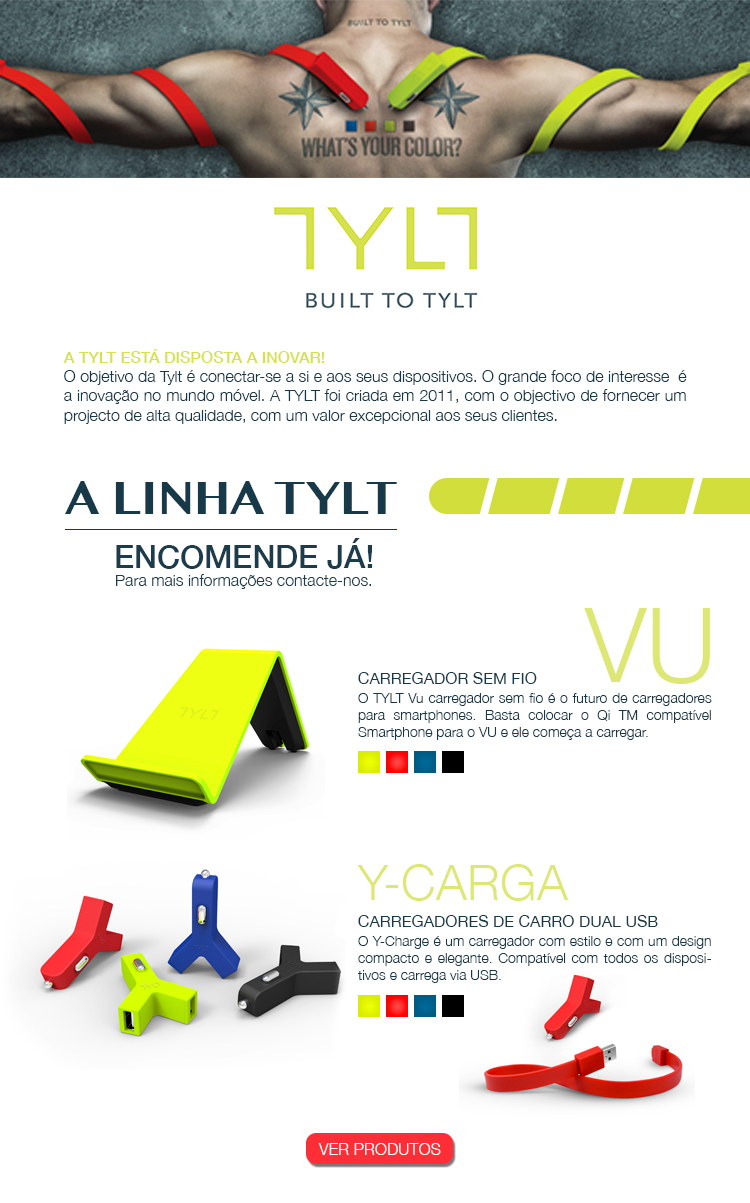 BUILT TO TYLT
WHAT'S YOUR COLOR?
TYLT
BUILT TO TYLT
A TYLT ESTÁ DISPOSTA A INOVAR!
O objetivo da Tylt é conectar-se a si e aos seus dispositivos. O grande foco de interesse é
a inovação no mundo móvel. A TYLT foi criada em 2011, com o objectivo de fornecer um
projecto de alta qualidade, com um valor excepcional aos seus clientes.
A LINHA TYLT
ENCOMENDE JÁ!
Para mais informações contacte-nos.
VU
TYLT
CARREGADOR SEM FIO
O TYLT Vu carregador sem fio é o futuro de carregadores
para smartphones. Basta colocar o Qi TM compatível
Smartphone para o VU e ele começa a carregar.
Y-CARGA
CARREGADORES DE CARRO DUAL USB
O Y-Charge é um carregador com estilo e com um design
compacto e elegante. Compatível com todos os disposi-
tivos e carrega via USB.
TYLT
VER PRODUTOS